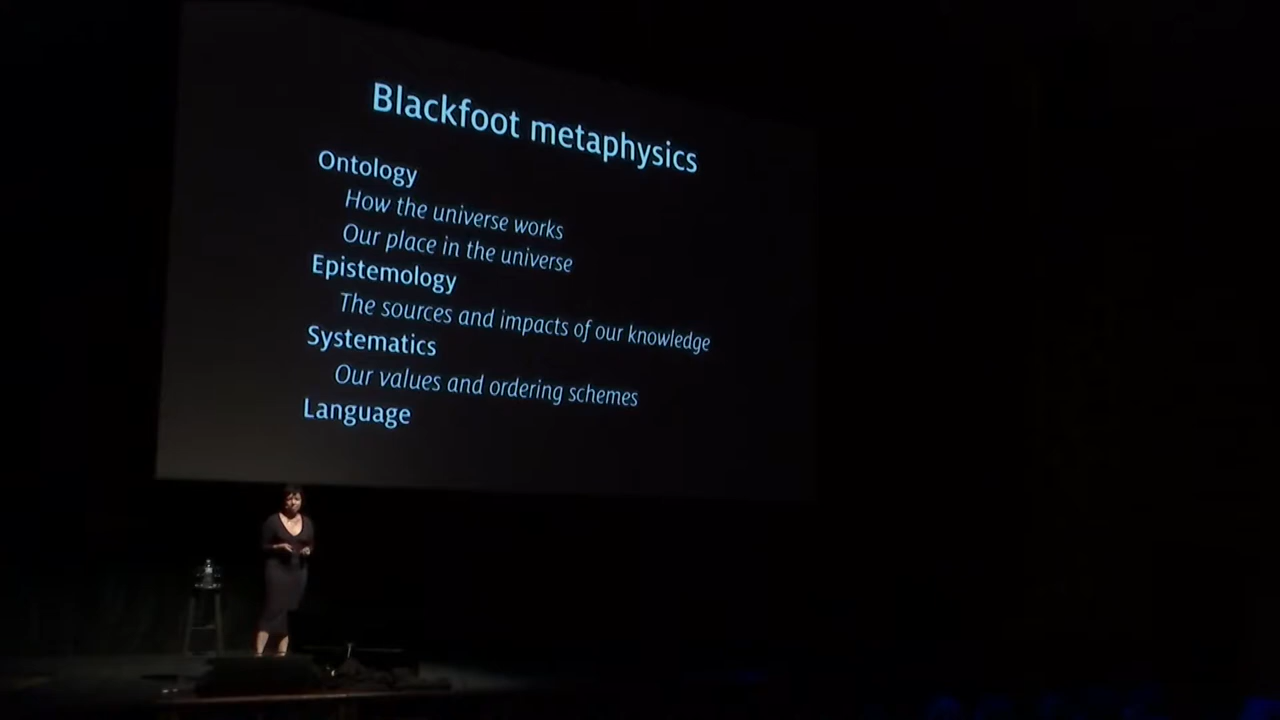 Blackfoot metaphysics
Ontology
How the universe works
Our place in the universe
Epistemology
The sources and impacts of our knowledge
Systematics
Our values and ordering schemes
Language